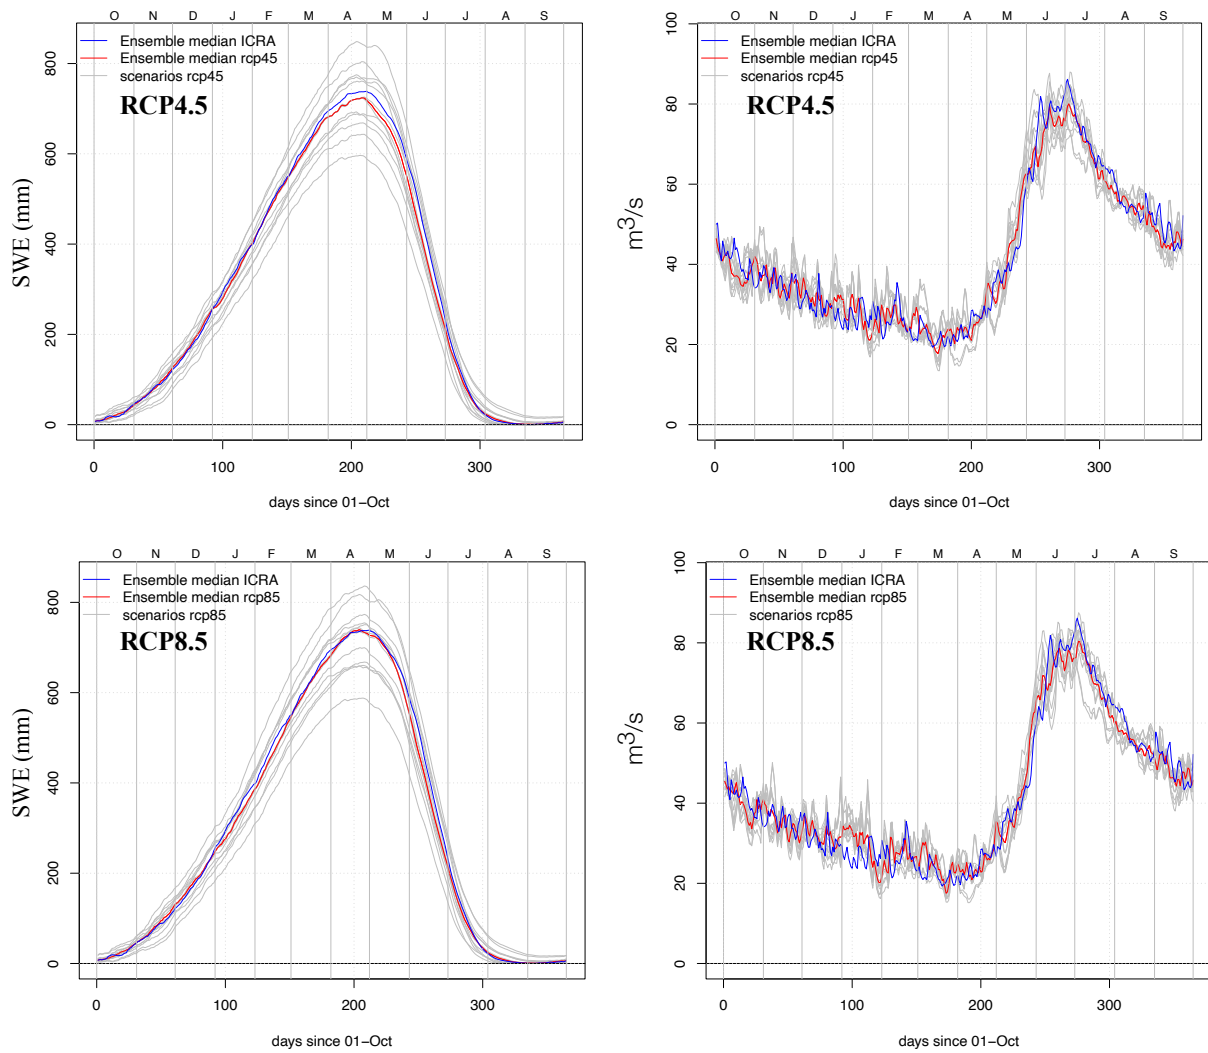 O N D J F M A M J J A S
Ensemble median ICRA
Ensemble median rcp45
scenarios rcp45
RCP4.5
SWE (mm)
0 200 400 600 800
0 100 200 300
days since 01−Oct
O N D J F M A M J J A S
Ensemble median ICRA
Ensemble median rcp45
scenarios rcp45
RCP4.5
m3/s
0 20 40 60 80 100
0 100 200 300
days since 01−Oct
O N D J F M A M J J A S
Ensemble median ICRA
Ensemble median rcp85
scenarios rcp85
RCP8.5
SWE (mm)
0 200 400 600 800
0 100 200 300
days since 01−Oct
O N D J F M A M J J A S
Ensemble median ICRA
Ensemble median rcp85
scenarios rcp85
RCP8.5
m3/s
0 20 40 60 80 100
0 100 200 300
days since 01−Oct